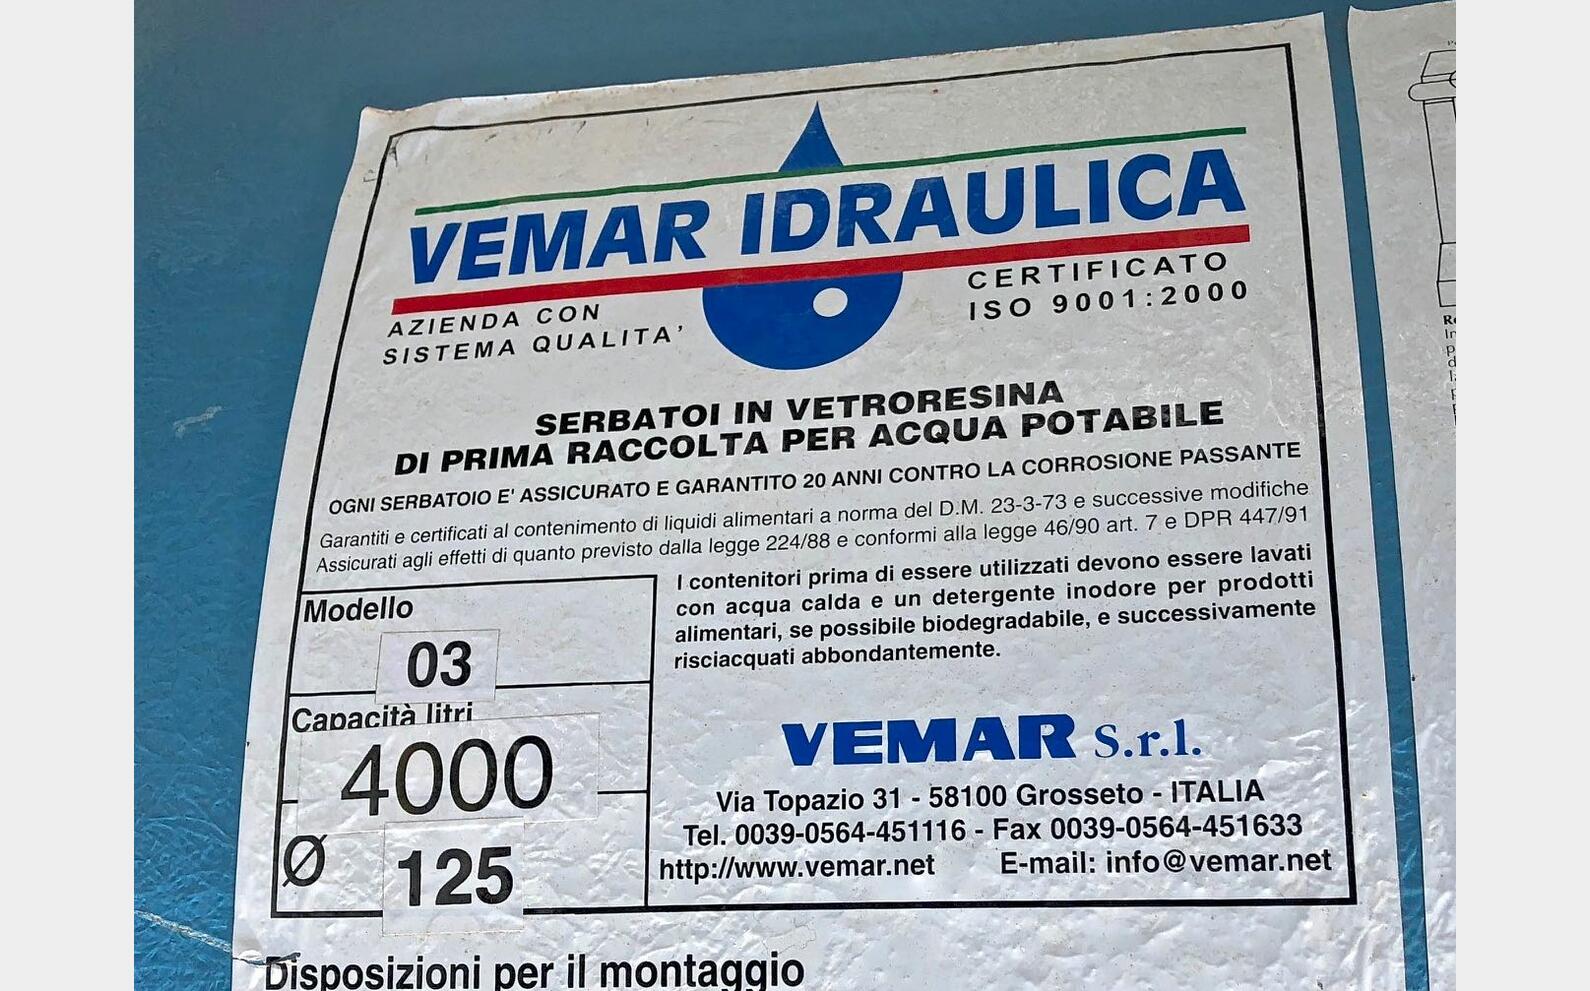 VEMAR IDRAULICA
AZIENDA CON
SISTEMA QUALITA'
CERTIFICATO
ISO 9001:2000
SERBATOI IN VETRORESINA
DI PRIMA RACCOLTA PER ACQUA POTABILE
OGNI SERBATOIO E' ASSICURATO E GARANTITO 20 ANNI CONTRO LA CORROSIONE PASSANTE
Garantiti e certificati al contenimento di liquidi alimentari a norma del D.M. 23-3-73 e successive modifiche
Assicurati agli effetti di quanto previsto dalla legge 224/88 e conformi alla legge 46/90 art. 7 e DPR 447/91
Modello
03
Capacità litri
4000
Ø
125
I contenitori prima di essere utilizzati devono essere lavati
con acqua calda e un detergente inodore per prodotti
alimentari, se possibile biodegradabile, e successivamente
risciacquati abbondantemente.
VEMAR S.r.l.
Via Topazio 31 - 58100 Grosseto - ITALIA
Tel. 0039-0564-451116 - Fax 0039-0564-451633
http://www.vemar.net E-mail: info@vemar.net
Disposizioni per il montaggio